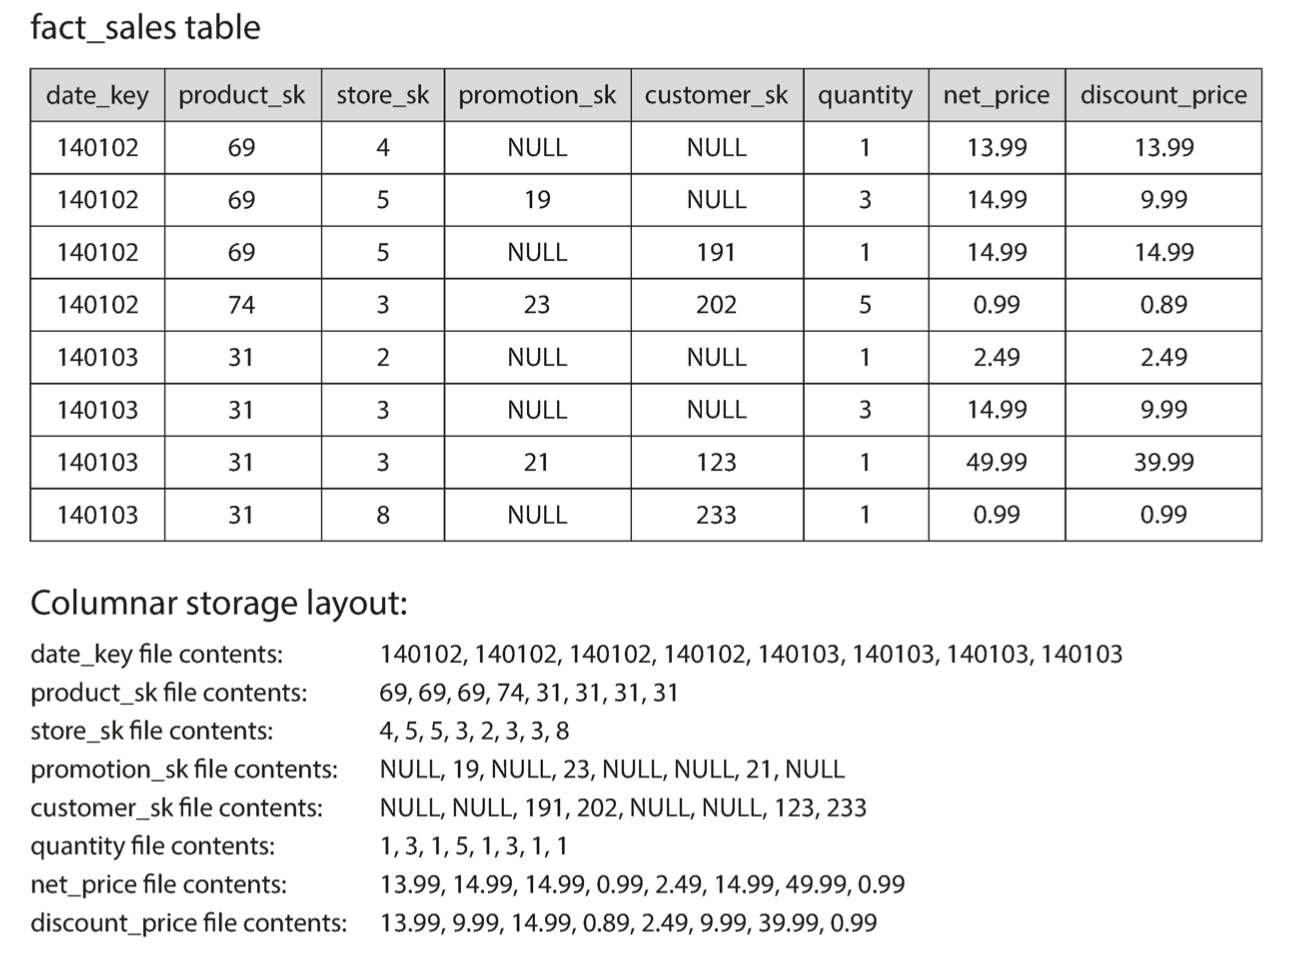 fact_sales table
date_key product_sk store_sk promotion_sk customer_sk quantity net_price discount_price
140102 69 4 NULL NULL 1 13.99 13.99
140102 69 5 19 NULL 3 14.99 9.99
140102 69 5 NULL 191 1 14.99 14.99
140102 74 3 23 202 5 0.99 0.89
140103 31 2 NULL NULL 1 2.49 2.49
140103 31 3 NULL NULL 3 14.99 9.99
140103 31 3 21 123 1 49.99 39.99
140103 31 8 NULL 233 1 0.99 0.99
Columnar storage layout:
date_key file contents: 140102, 140102, 140102, 140102, 140103, 140103, 140103, 140103
product_sk file contents: 69, 69, 69, 74, 31, 31, 31, 31
store_sk file contents: 4, 5, 5, 3, 2, 3, 3, 8
promotion_sk file contents: NULL, 19, NULL, 23, NULL, NULL, 21, NULL
customer_sk file contents: NULL, NULL, 191, 202, NULL, NULL, 123, 233
quantity file contents: 1, 3, 1, 5, 1, 3, 1, 1
net_price file contents: 13.99, 14.99, 14.99, 0.99, 2.49, 14.99, 49.99, 0.99
discount_price file contents: 13.99, 9.99, 14.99, 0.89, 2.49, 9.99, 39.99, 0.99